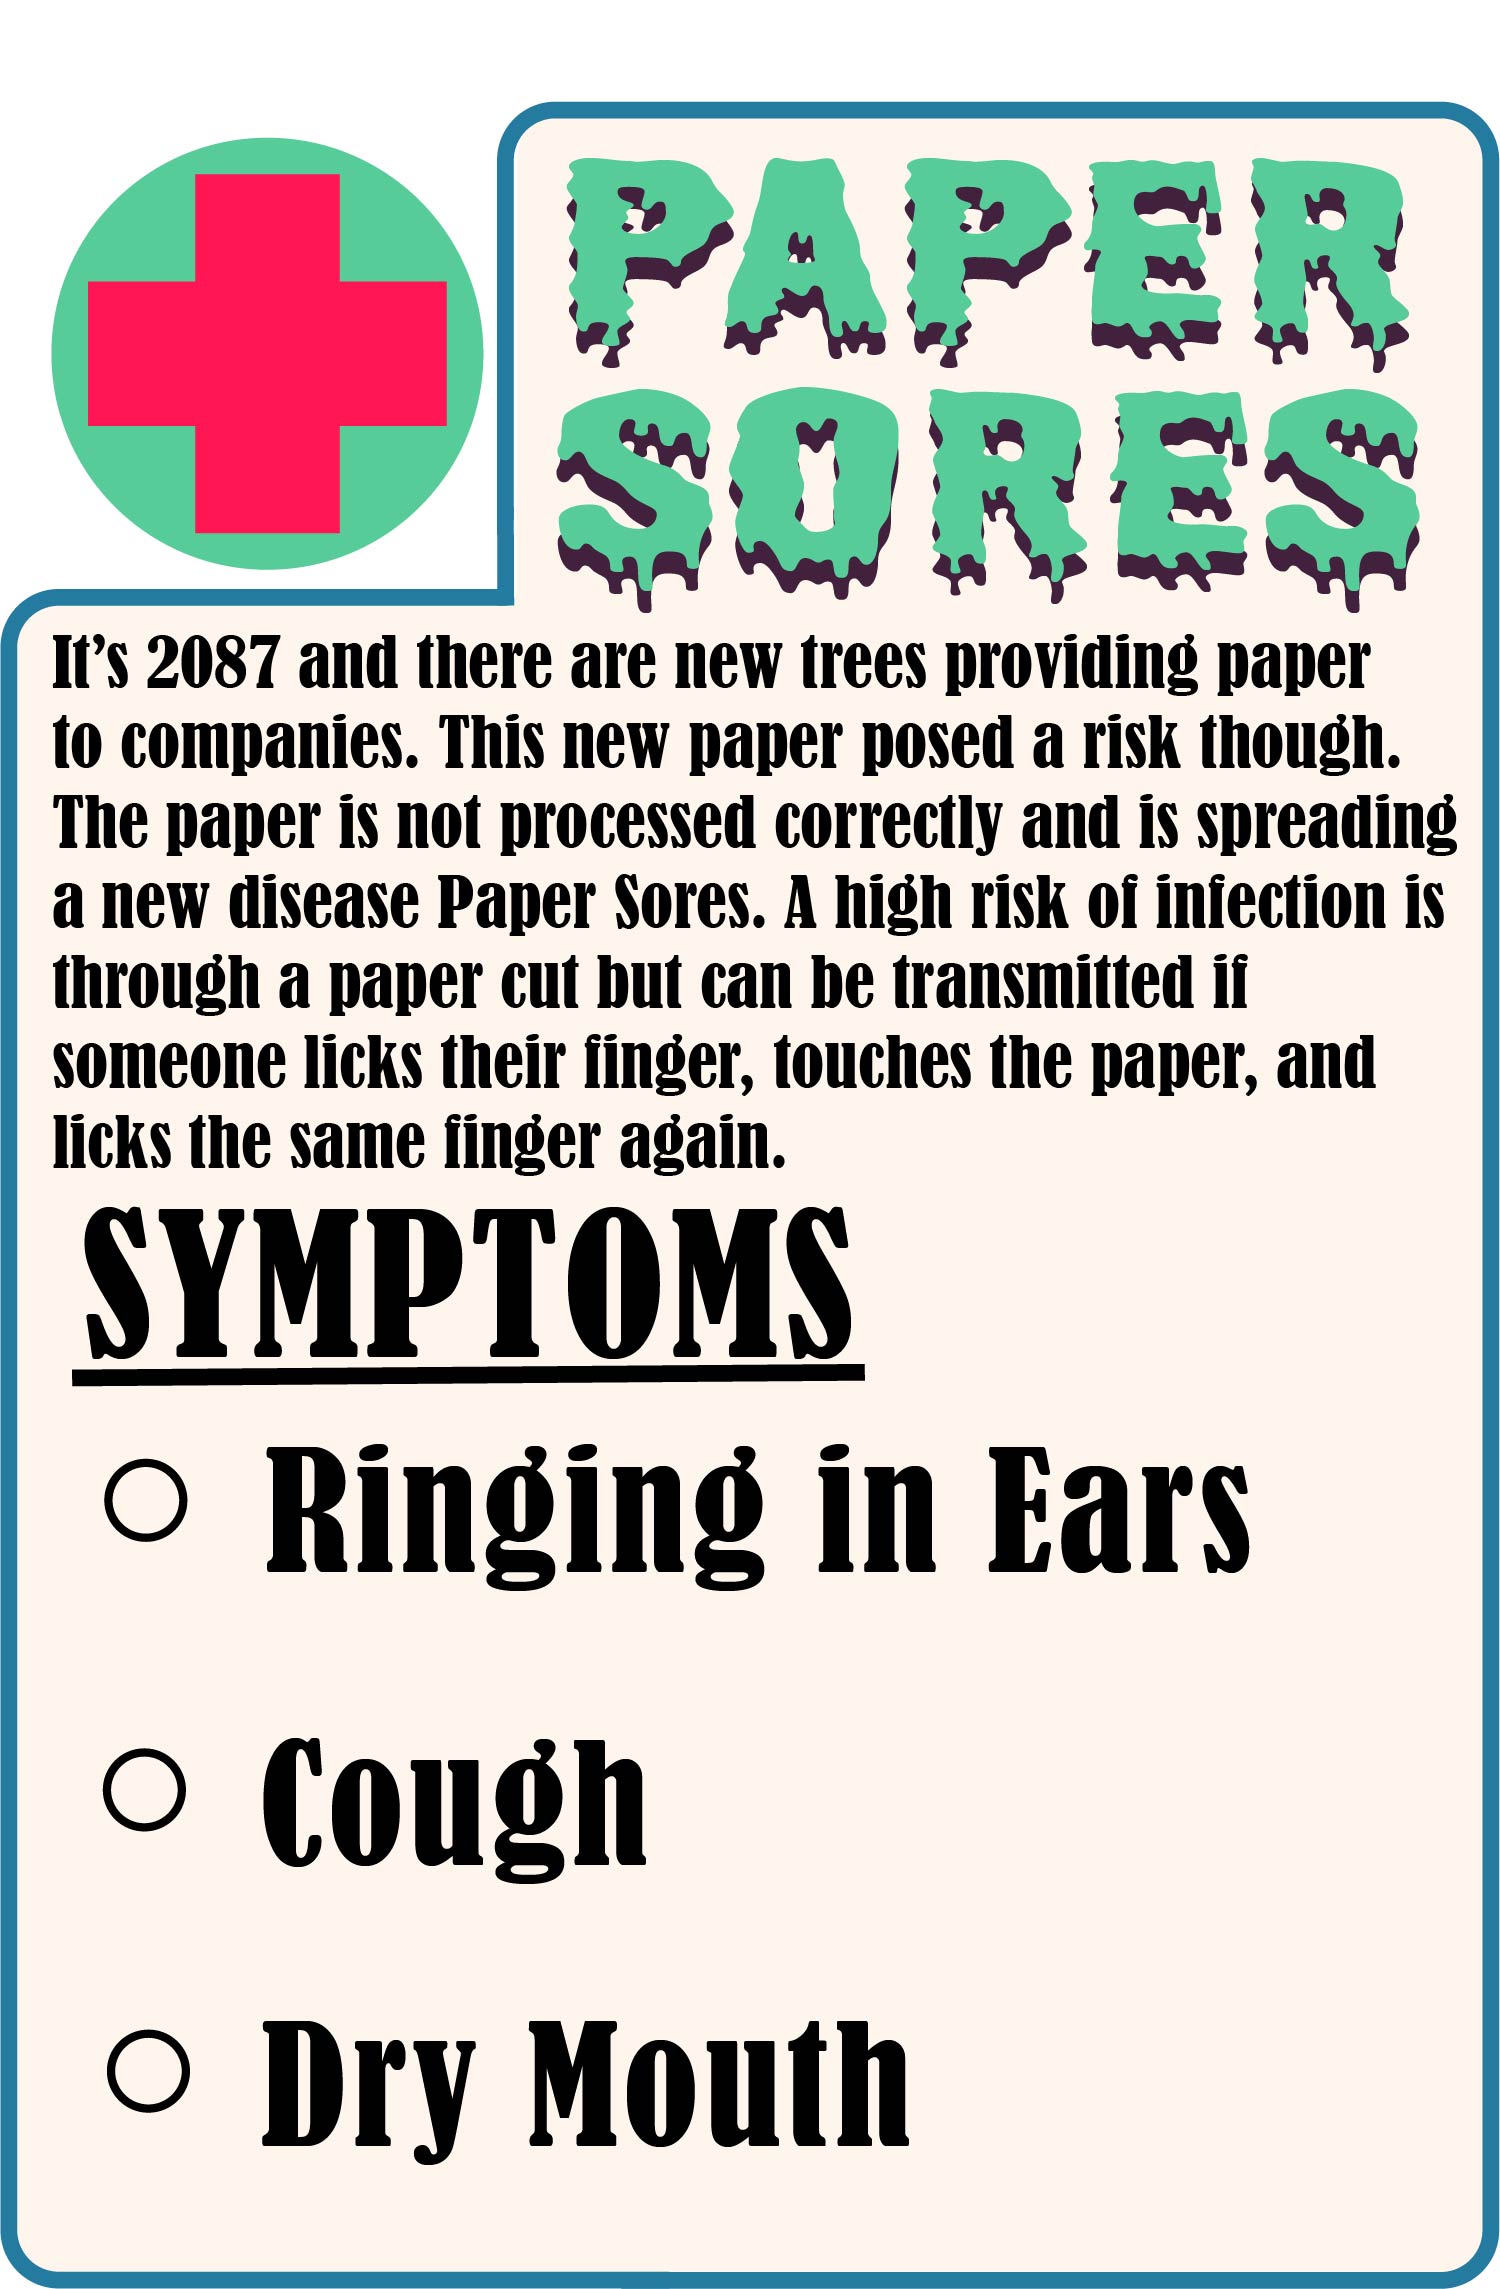 PAPER
SORES
It's 2087 and there are new trees providing paper
to companies. This new paper posed a risk though.
The paper is not processed correctly and is spreading
a new disease Paper Sores. A high risk of infection is
through a paper cut but can be transmitted if
someone licks their finger, touches the paper, and
licks the same finger again.
SYMPTOMS
Ringing in Ears
Cough
Dry Mouth